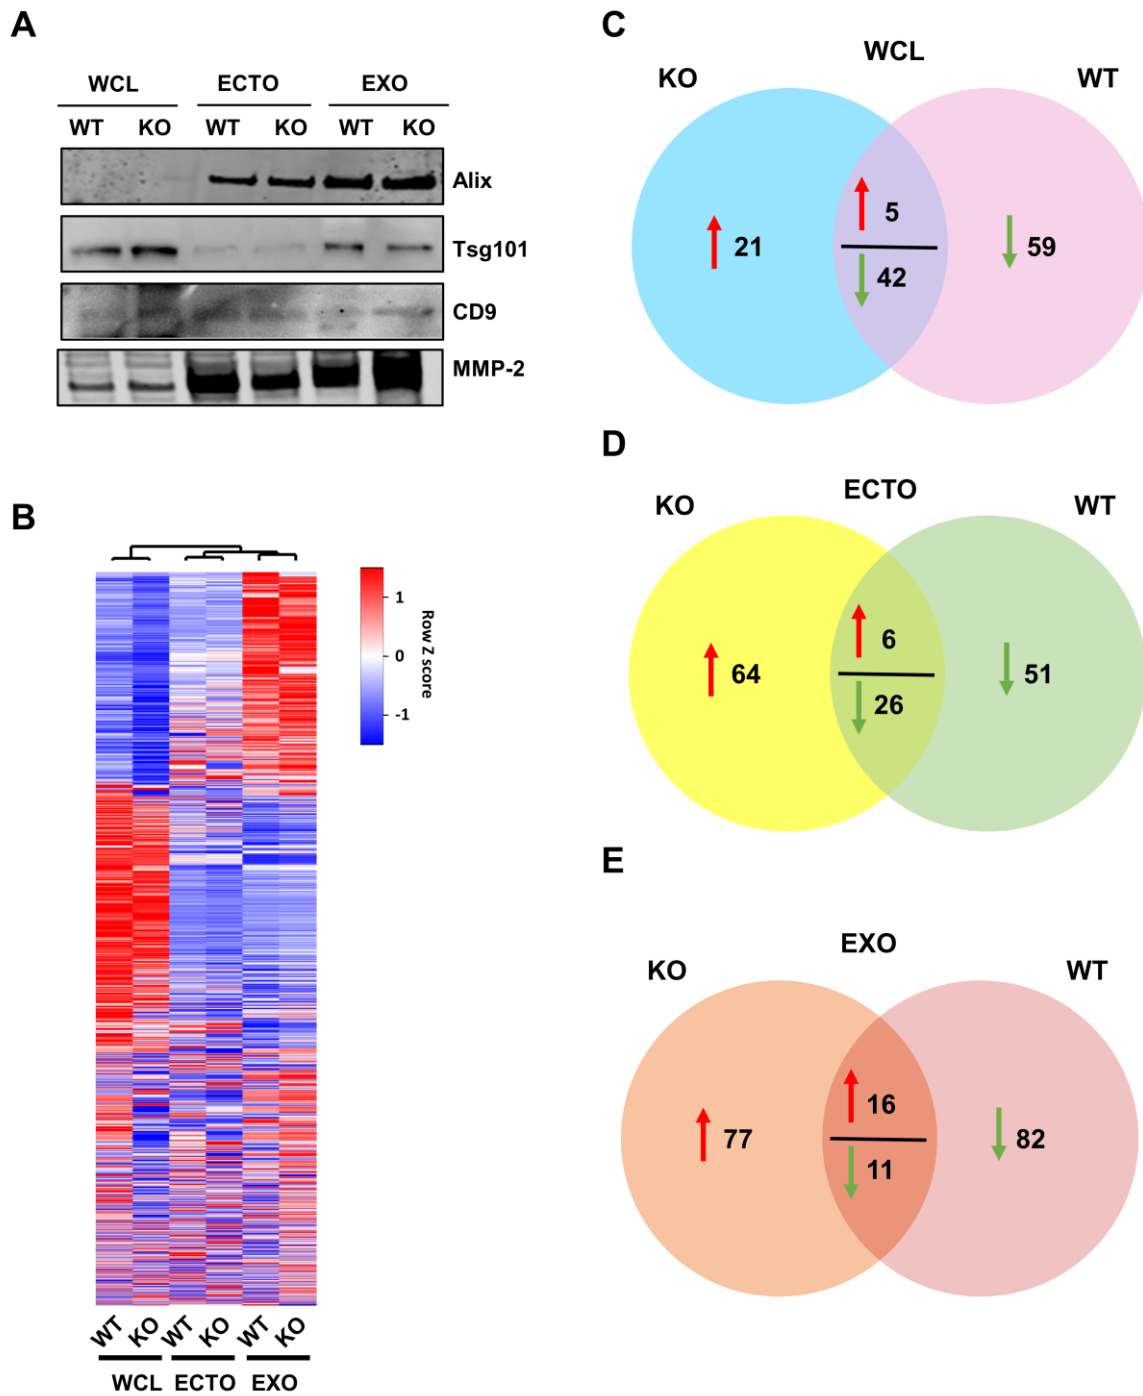 A
WCL ECTO EXO
WT KO WT KO WT KO
Alix
Tsg101
CD9
MMP-2
B
1
0
-1
Row Z score
WT KO WT KO WT KO
WCL ECTO EXO
C
WCL
KO WT
21 5 59
42
D
ECTO
KO WT
64 6 51
26
E
EXO
KO WT
77 16 82
11